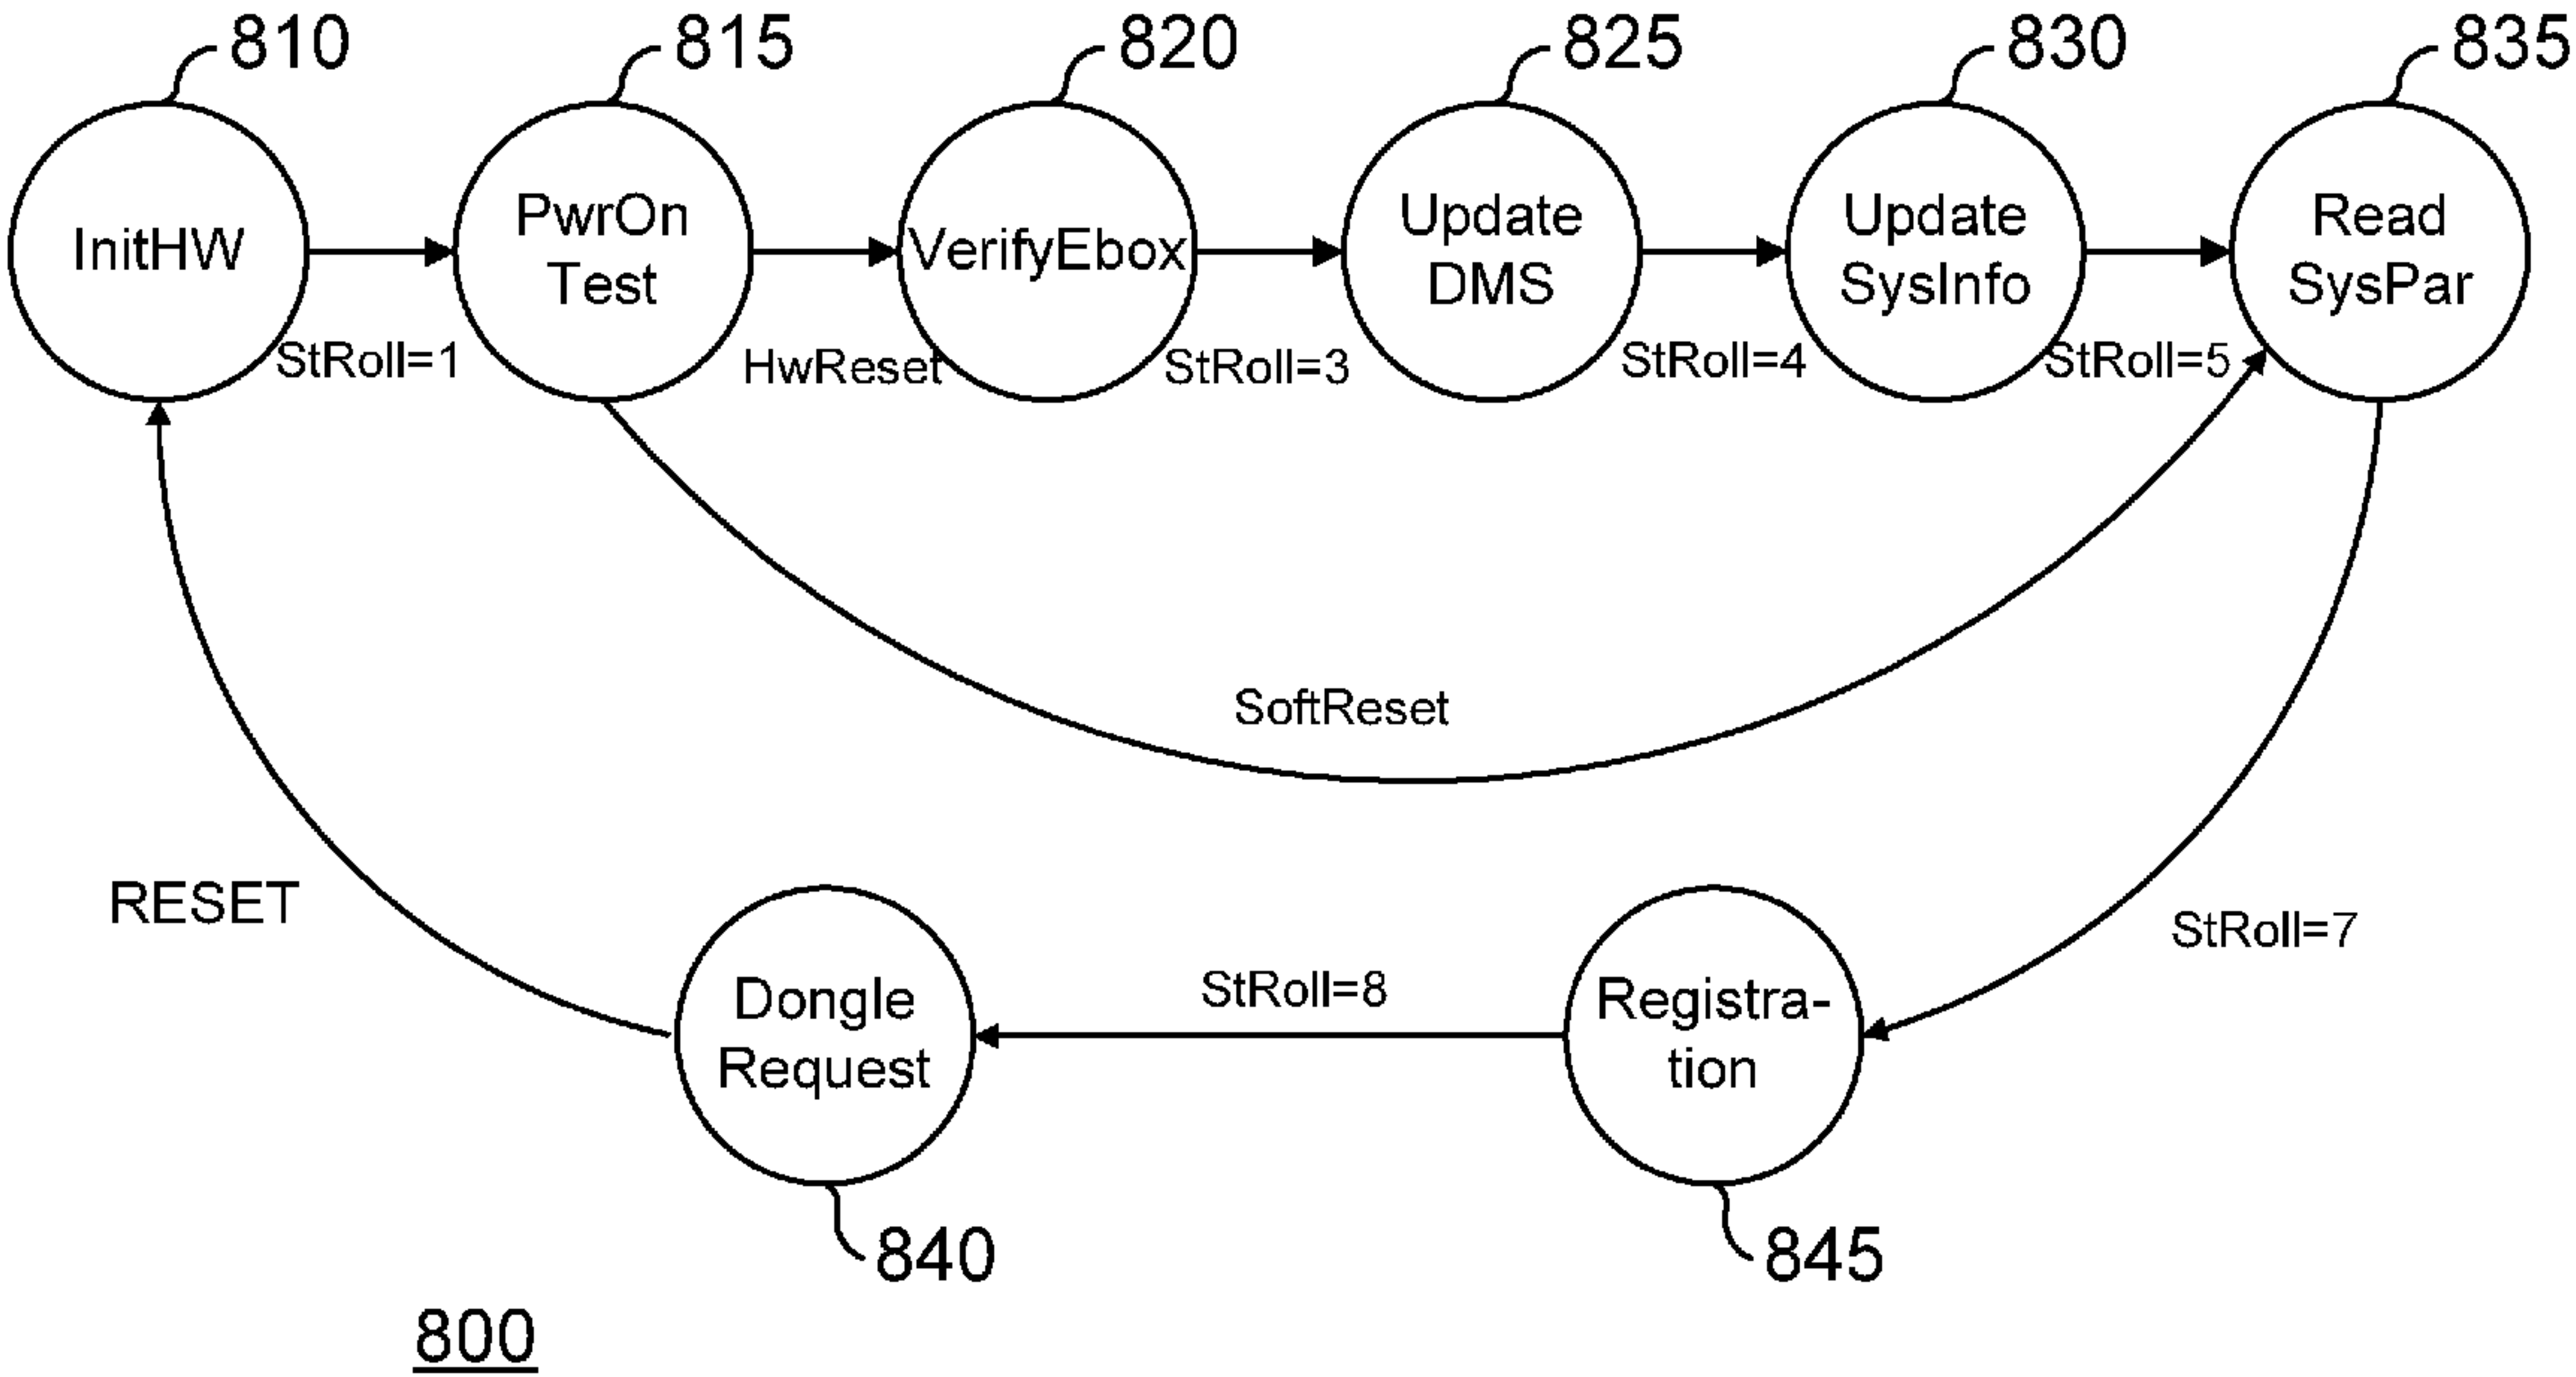 810
815
820
825
830
835
InitHW
PwrOn
Test
VerifyEbox
Update
DMS
Update
SysInfo
Read
SysPar
StRoll=1
HwReset
StRoll=3
StRoll=4
StRoll=5
SoftReset
RESET
StRoll=7
StRoll=8
Dongle
Request
Registra-
tion
840
845
800